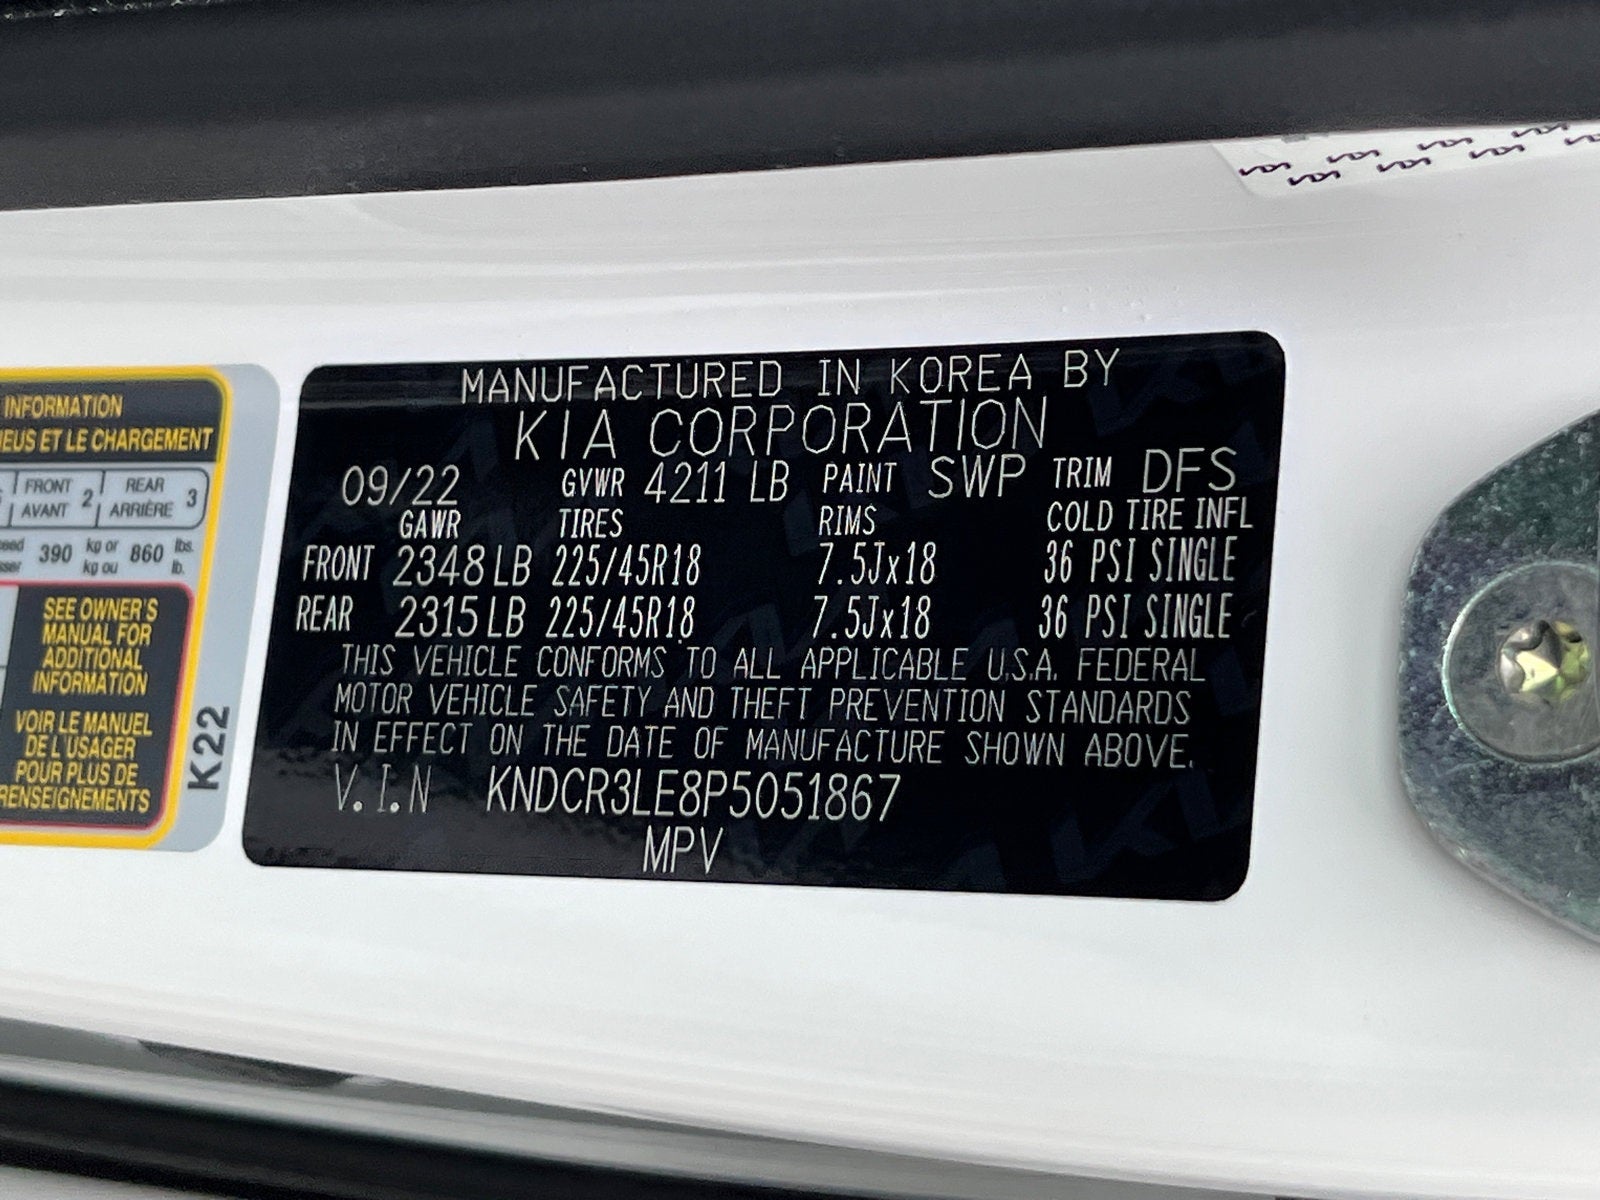 INFORMATION
ET LE CHARGEMENT
FRONT 2 REAR 3
AVANT ARRIÈRE
390 kg or 860 lbs.
kg ou lb.
SEE OWNER'S
MANUAL FOR
ADDITIONAL
INFORMATION
VOIR LE MANUEL
DE L'USAGER
POUR PLUS DE
RENSEIGNEMENTS
K22
MANUFACTURED IN KOREA BY
KIA CORPORATION
09/22 GVWR 4211 LB PAINT SWP TRIM DFS
GAWR TIRES RIMS COLD TIRE INFL
FRONT 2348 LB 225/45R18 7.5Jx18 36 PSI SINGLE
REAR 2315 LB 225/45R18 7.5Jx18 36 PSI SINGLE
THIS VEHICLE CONFORMS TO ALL APPLICABLE U.S.A. FEDERAL
MOTOR VEHICLE SAFETY AND THEFT PREVENTION STANDARDS
IN EFFECT ON THE DATE OF MANUFACTURE SHOWN ABOVE.
V.I.N KNDCR3LE8P5051867
MPV